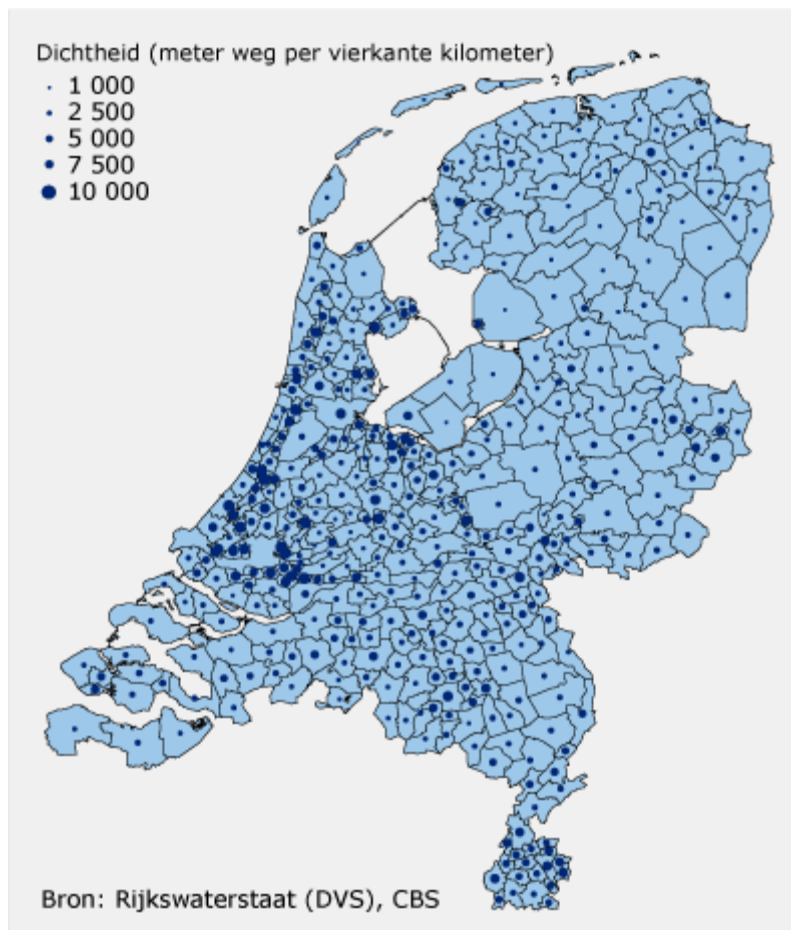 Dichtheid (meter weg per vierkante kilometer)
1 000
2 500
5 000
7 500
10 000
Bron: Rijkswaterstaat (DVS), CBS